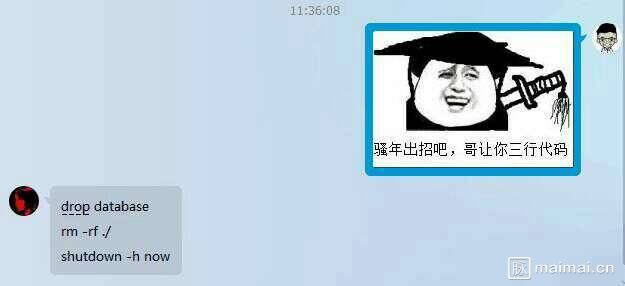 11:36:08
骚年出招吧，哥让你三行代码
drop database
rm -rf ./
shutdown -h now
脉 maimai.cn